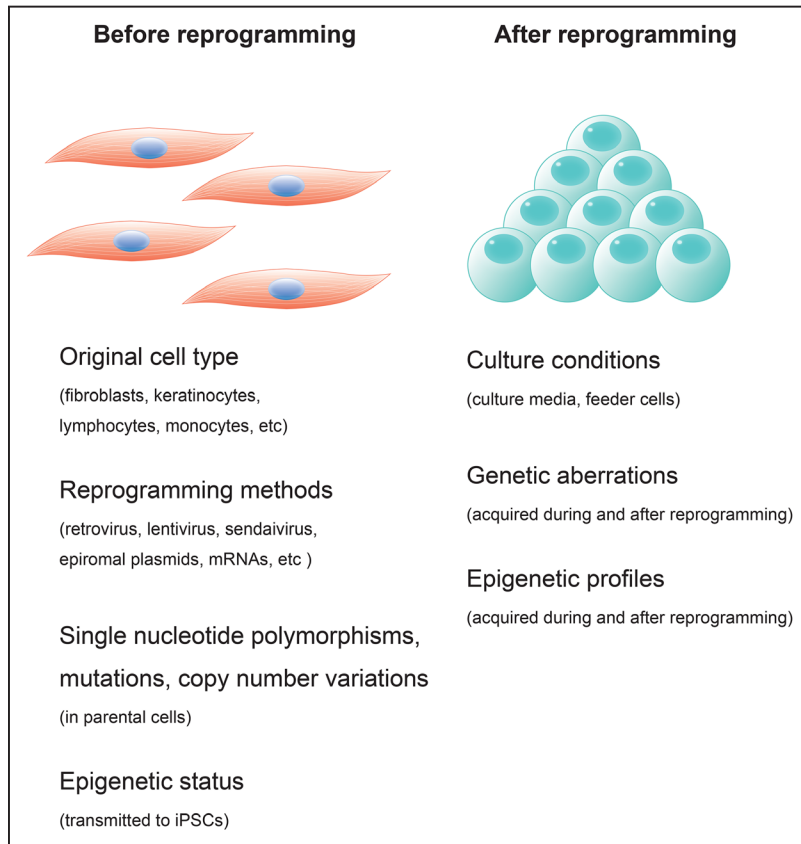 Before reprogramming
After reprogramming
Original cell type
(fibroblasts, keratinocytes,
lymphocytes, monocytes, etc)
Reprogramming methods
(retrovirus, lentivirus, sendaivirus,
epiromal plasmids, mRNAs, etc )
Single nucleotide polymorphisms,
mutations, copy number variations
(in parental cells)
Epigenetic status
(transmitted to iPSCs)
Culture conditions
(culture media, feeder cells)
Genetic aberrations
(acquired during and after reprogramming)
Epigenetic profiles
(acquired during and after reprogramming)